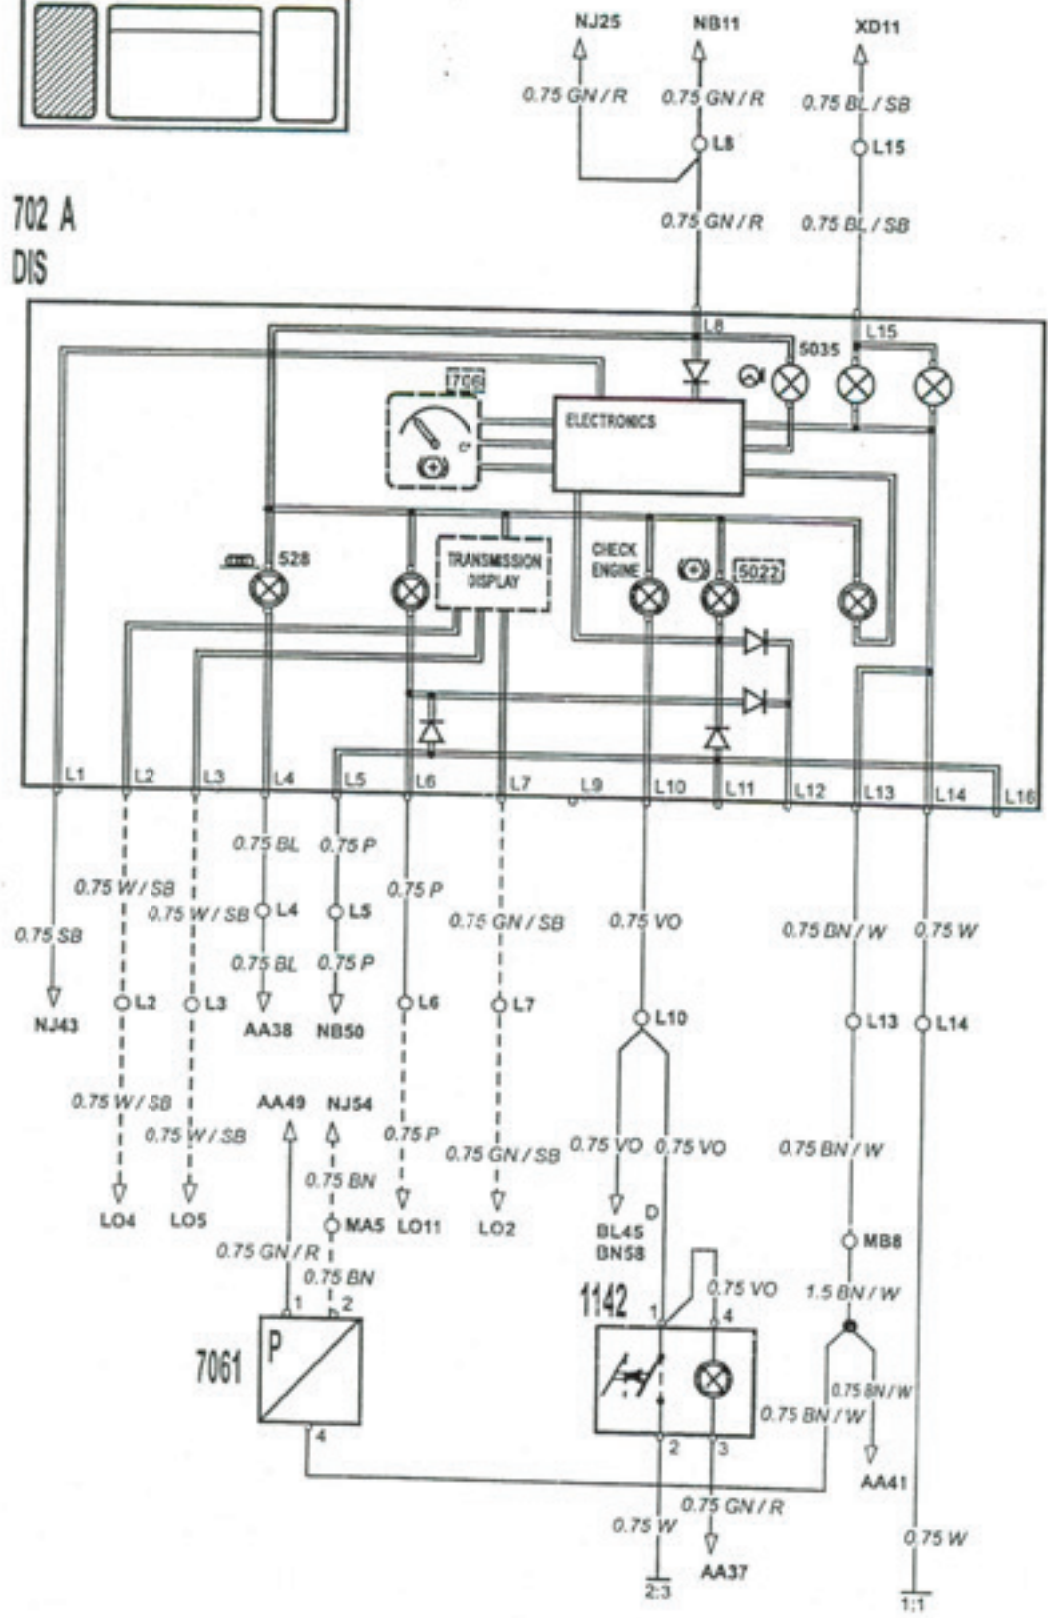 NJ25 NB11 XD11
0.75 GN / R 0.75 GN / R 0.75 BL / SB
L8 L15
702 A
DIS
0.75 GN / R 0.75 BL / SB
L8 L15
5035
706
ELECTRONICS
C°
528
TRANSMISSION
DISPLAY
CHECK
ENGINE
5022
L1 L2 L3 L4 L5 L6 L7 L9 L10 L11 L12 L13 L14 L16
0.75 BL 0.75 P
0.75 W / SB 0.75 P
0.75 W / SB L4 L5 0.75 GN / SB 0.75 VO 0.75 BN / W 0.75 W
0.75 SB
0.75 BL 0.75 P
L2 L3 L6 L7 L10 L13 L14
NJ43 AA38 NB50
0.75 W / SB AA49 NJ54
0.75 W / SB 0.75 P 0.75 GN / SB 0.75 VO 0.75 VO 0.75 BN / W
0.75 BN
LO4 LO5 MA5 LO11 LO2 BL45 D
BN58
MB8
0.75 GN / R
0.75 BN 0.75 VO 1.5 BN / W
1 2 1142 1 4
P
7061
0.75 BN / W
0.75 BN / W
4 2 3
AA41
0.75 GN / R
0.75 W 0.75 W
AA37
2:3 1:1